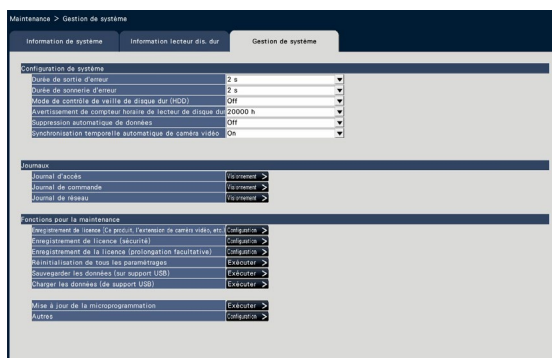 Maintenance > Gestion de système
Information de système
Information lecteur dis. dur
Gestion de système
Configuration de système
Durée de sortie d'erreur 2 s
Durée de sonnerie d'erreur 2 s
Mode de contrôle de veille de disque dur (HDD) Off
Avertissement de compteur horaire de lecteur de disque dur 20000 h
Suppression automatique de données Off
Synchronisation temporelle automatique de caméra vidéo On
Journaux
Journal d'accès Visionnement >
Journal de commande Visionnement >
Journal de réseau Visionnement >
Fonctions pour la maintenance
Enregistrement de licence (Ce produit, l'extension de caméra vidéo, etc.) Configuration >
Enregistrement de licence (sécurité) Configuration >
Enregistrement de la licence (prolongation facultative) Configuration >
Réinitialisation de tous les paramétrages Exécuter >
Sauvegarder les données (sur support USB) Exécuter >
Charger les données (de support USB) Exécuter >
Mise à jour de la microprogrammation Exécuter >
Autres Configuration >